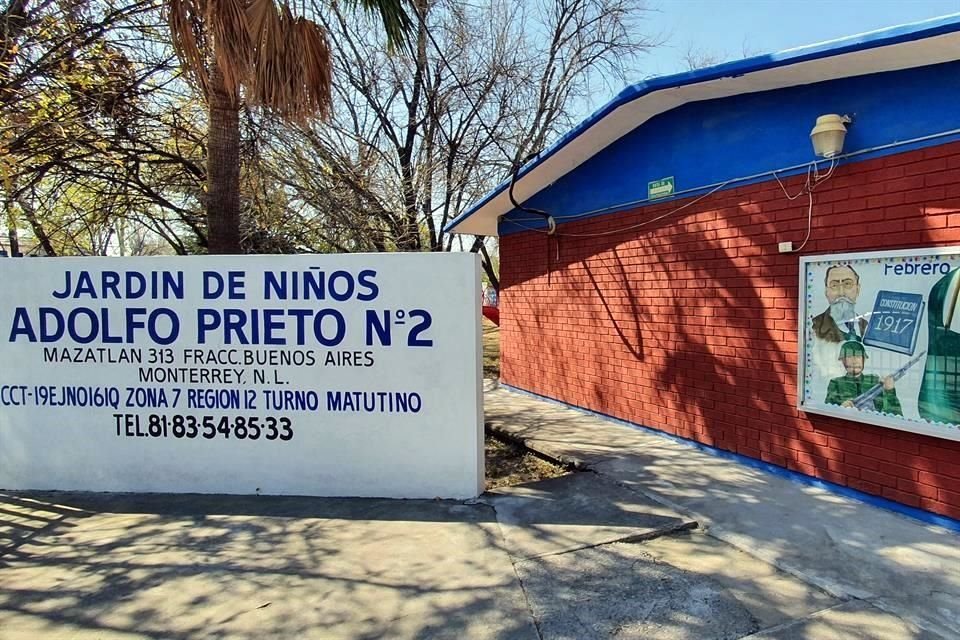 JARDIN DE NIÑOS
ADOLFO PRIETO Nº2
MAZATLAN 313 FRACC. BUENOS AIRES
MONTERREY, N.L.
CCT-19EJN0161Q ZONA 7 REGION 12 TURNO MATUTINO
TEL.81-83-54-85-33
Febrero
CONSTITUCION
1917